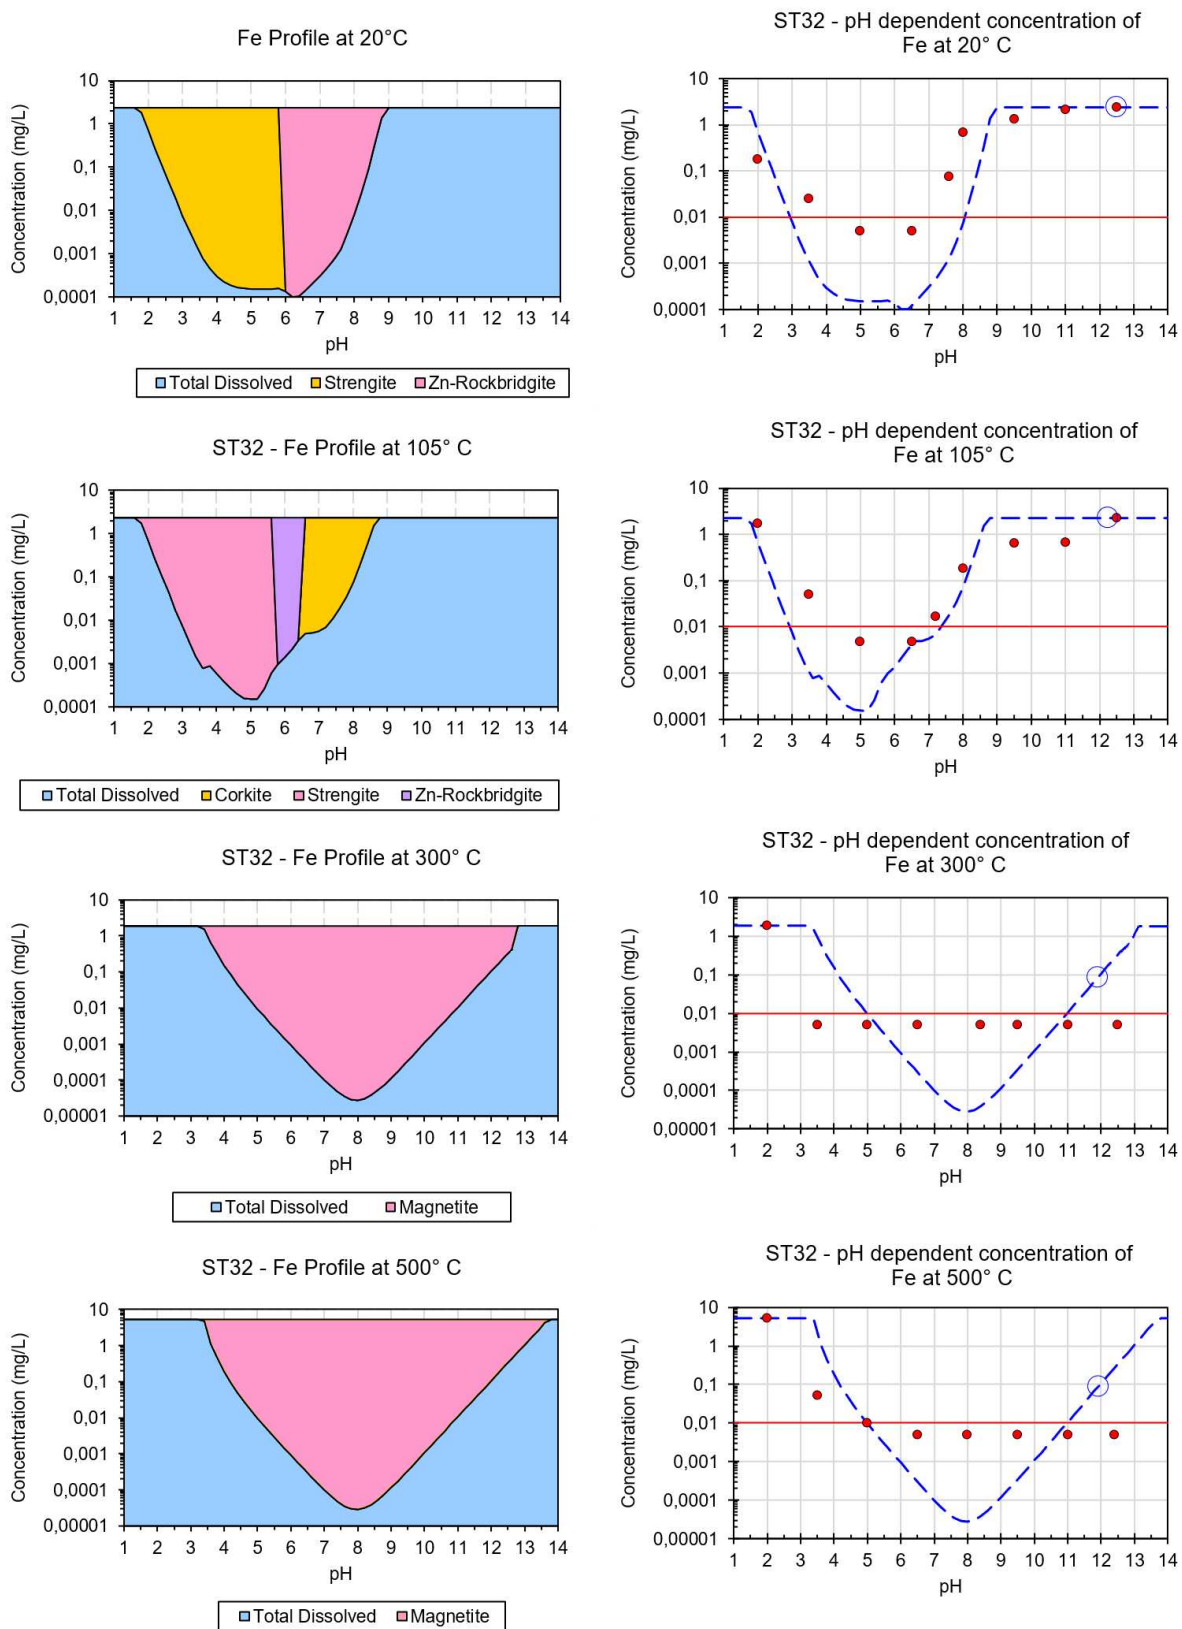 Fe Profile at 20°C
Concentration (mg/L)
10
1
0,1
0,01
0,001
0,0001
1 2 3 4 5 6 7 8 9 10 11 12 13 14
pH
Total Dissolved Strengite Zn-Rockbridgite
ST32 - pH dependent concentration of
Fe at 20° C
Concentration (mg/L)
10
1
0,1
0,01
0,001
0,0001
1 2 3 4 5 6 7 8 9 10 11 12 13 14
pH
ST32 - Fe Profile at 105° C
Concentration (mg/L)
10
1
0,1
0,01
0,001
0,0001
1 2 3 4 5 6 7 8 9 10 11 12 13 14
pH
Total Dissolved Corkite Strengite Zn-Rockbridgite
ST32 - pH dependent concentration of
Fe at 105° C
Concentration (mg/L)
10
1
0,1
0,01
0,001
0,0001
1 2 3 4 5 6 7 8 9 10 11 12 13 14
pH
ST32 - Fe Profile at 300° C
Concentration (mg/L)
10
1
0,1
0,01
0,001
0,0001
0,00001
1 2 3 4 5 6 7 8 9 10 11 12 13 14
pH
Total Dissolved Magnetite
ST32 - pH dependent concentration of
Fe at 300° C
Concentration (mg/L)
10
1
0,1
0,01
0,001
0,0001
0,00001
1 2 3 4 5 6 7 8 9 10 11 12 13 14
pH
ST32 - Fe Profile at 500° C
Concentration (mg/L)
10
1
0,1
0,01
0,001
0,0001
0,00001
1 2 3 4 5 6 7 8 9 10 11 12 13 14
pH
Total Dissolved Magnetite
ST32 - pH dependent concentration of
Fe at 500° C
Concentration (mg/L)
10
1
0,1
0,01
0,001
0,0001
0,00001
1 2 3 4 5 6 7 8 9 10 11 12 13 14
pH